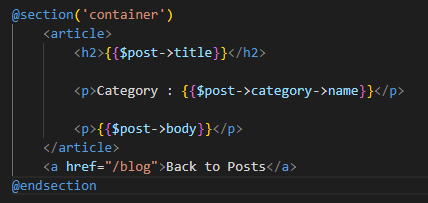 @section('container')
<article>
<h2>{{$post->title}}</h2>
<p>Category : {{$post->category->name}}</p>
<p>{{$post->body}}</p>
</article>
<a href="/blog">Back to Posts</a>
@endsection